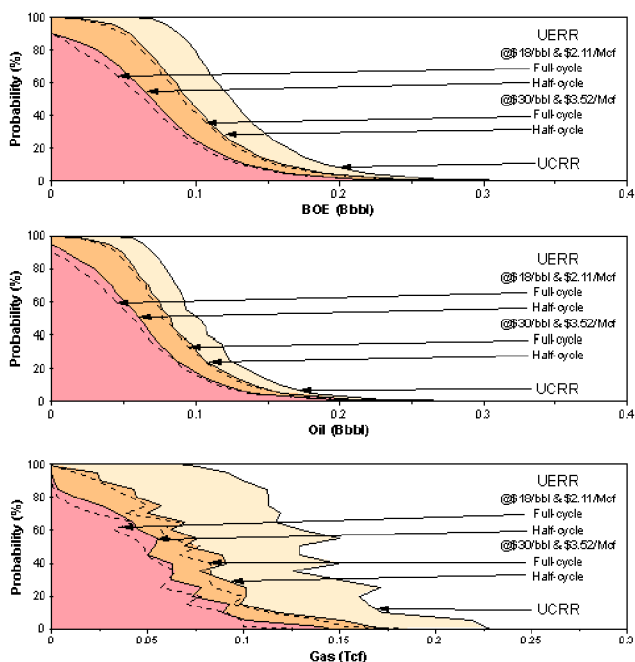 100
80
60
40
20
0
Probability (%)
UERR
@$18/bbl & $2.11/Mcf
Full-cycle
Half-cycle
@$30/bbl & $3.52/Mcf
Full-cycle
Half-cycle
UCRR
0 0.1 0.2 0.3 0.4
BOE (Bbbl)
100
80
60
40
20
0
Probability (%)
UERR
@$18/bbl & $2.11/Mcf
Full-cycle
Half-cycle
@$30/bbl & $3.52/Mcf
Full-cycle
Half-cycle
UCRR
0 0.1 0.2 0.3 0.4
Oil (Bbbl)
100
80
60
40
20
0
Probability (%)
UERR
@$18/bbl & $2.11/Mcf
Full-cycle
Half-cycle
@$30/bbl & $3.52/Mcf
Full-cycle
Half-cycle
UCRR
0 0.05 0.1 0.15 0.2 0.25 0.3
Gas (Tcf)